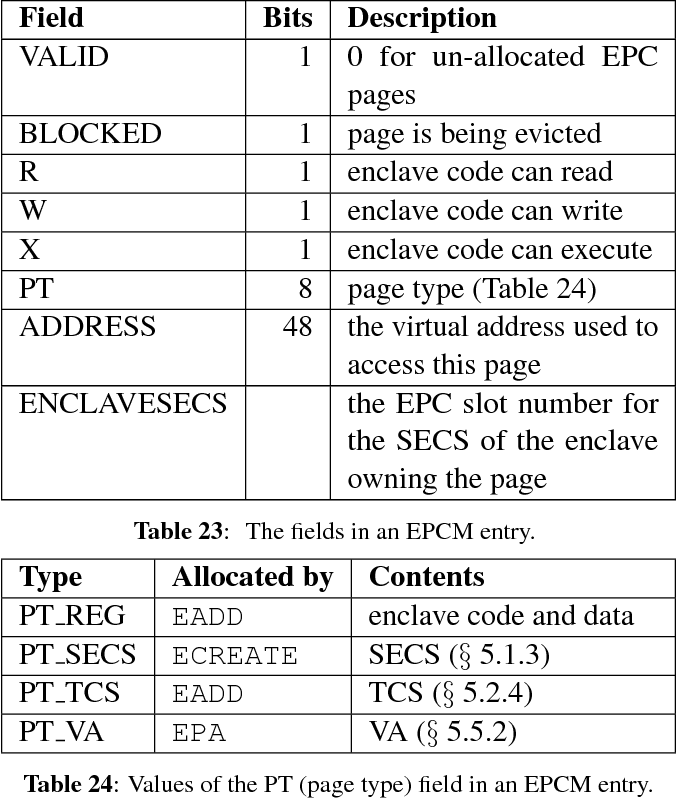 Field Bits Description
VALID 1 0 for un-allocated EPC
pages
BLOCKED 1 page is being evicted
R 1 enclave code can read
W 1 enclave code can write
X 1 enclave code can execute
PT 8 page type (Table 24)
ADDRESS 48 the virtual address used to
access this page
ENCLAVESECS the EPC slot number for
the SECS of the enclave
owning the page
Table 23: The fields in an EPCM entry.
Type Allocated by Contents
PT_REG EADD enclave code and data
PT_SECS ECREATE SECS (§ 5.1.3)
PT_TCS EADD TCS (§ 5.2.4)
PT_VA EPA VA (§ 5.5.2)
Table 24: Values of the PT (page type) field in an EPCM entry.